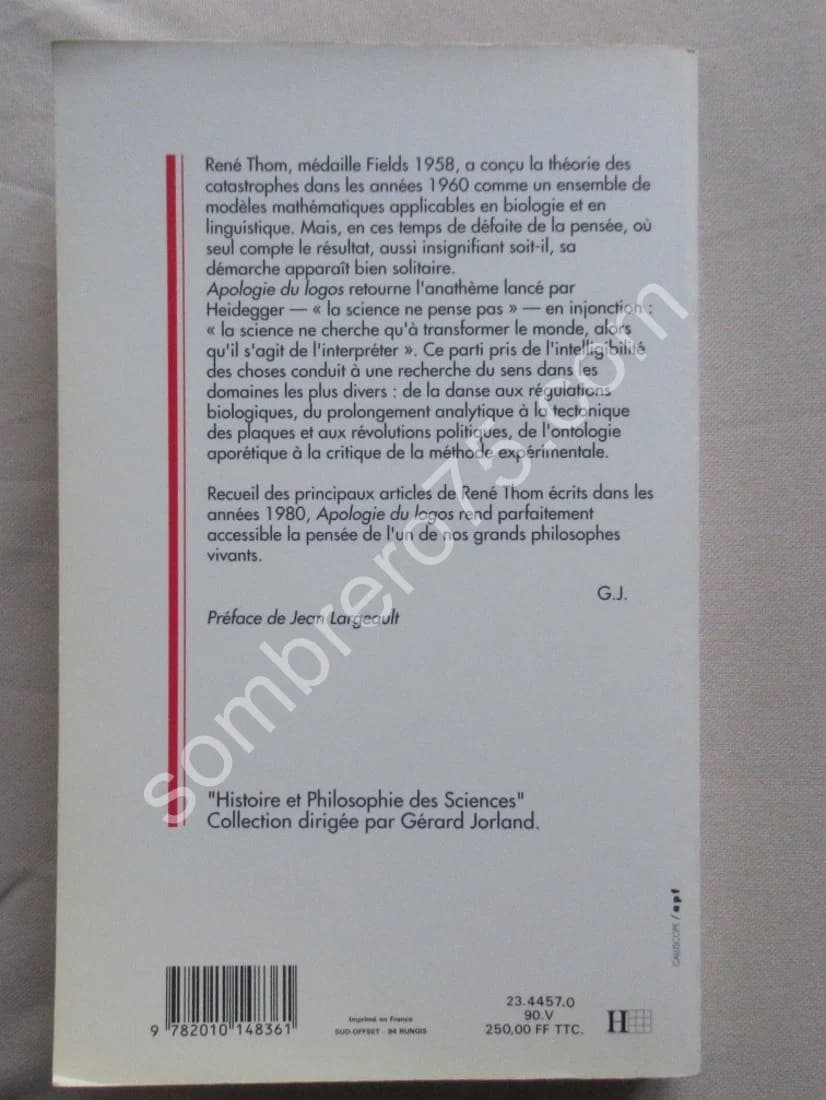 René Thom, médaille Fields 1958, a conçu la théorie des
catastrophes dans les années 1960 comme un ensemble de
modèles mathématiques applicables en biologie et en
linguistique. Mais, en ces temps de défaite de la pensée, où
seul compte le résultat, aussi insignifiant soit-il, sa
démarche apparaît bien solitaire.
Apologie du logos retourne l'anathème lancé par
Heidegger — « la science ne pense pas » — en injonction :
« la science ne cherche qu'à transformer le monde, alors
qu'il s'agit de l'interpréter ». Ce parti pris de l'intelligibilité
des choses conduit à une recherche du sens dans les
domaines les plus divers : de la danse aux régulations
biologiques, du prolongement analytique à la tectonique
des plaques et aux révolutions politiques, de l'ontologie
aporétique à la critique de la méthode expérimentale.
Recueil des principaux articles de René Thom écrits dans les
années 1980, Apologie du logos rend parfaitement
accessible la pensée de l'un de nos grands philosophes
vivants.
G.J.
Préface de Jean Largeault
"Histoire et Philosophie des Sciences"
Collection dirigée par Gérard Jorland.
CALLISCOPE / apf
9 782010 148361
Imprimé en France
SUD-OFFSET - 94 RUNGIS
23.4457.0
90.V
250,00 FF TTC.
H
sombrero75.com